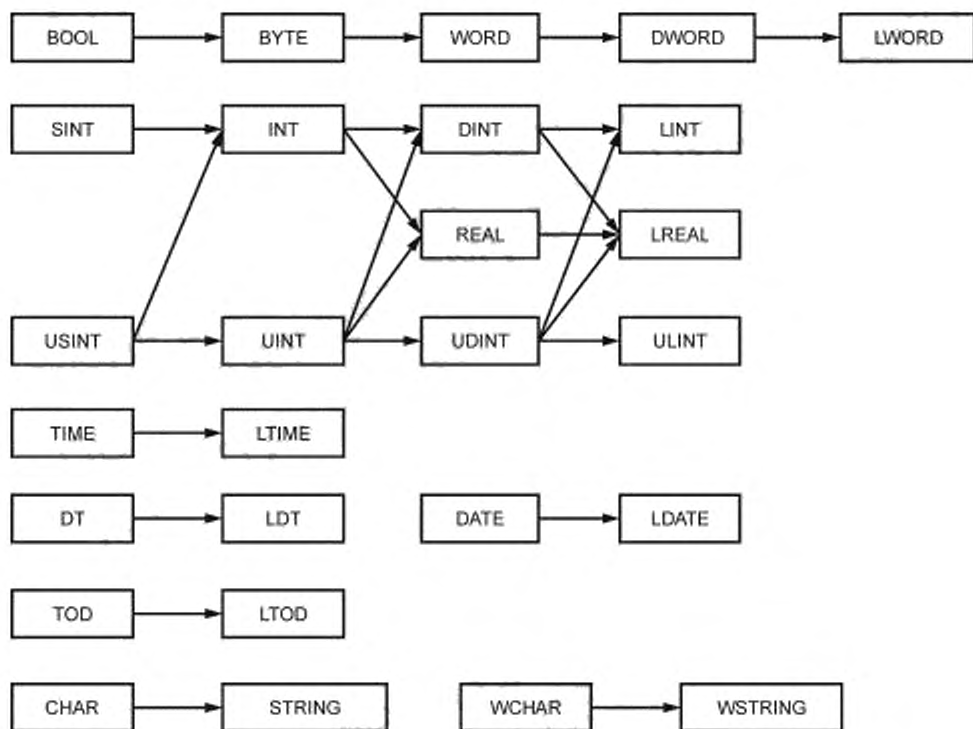 BOOL BYTE WORD DWORD LWORD
SINT INT DINT LINT
REAL LREAL
USINT UINT UDINT ULINT
TIME LTIME
DT LDT DATE LDATE
TOD LTOD
CHAR STRING WCHAR WSTRING